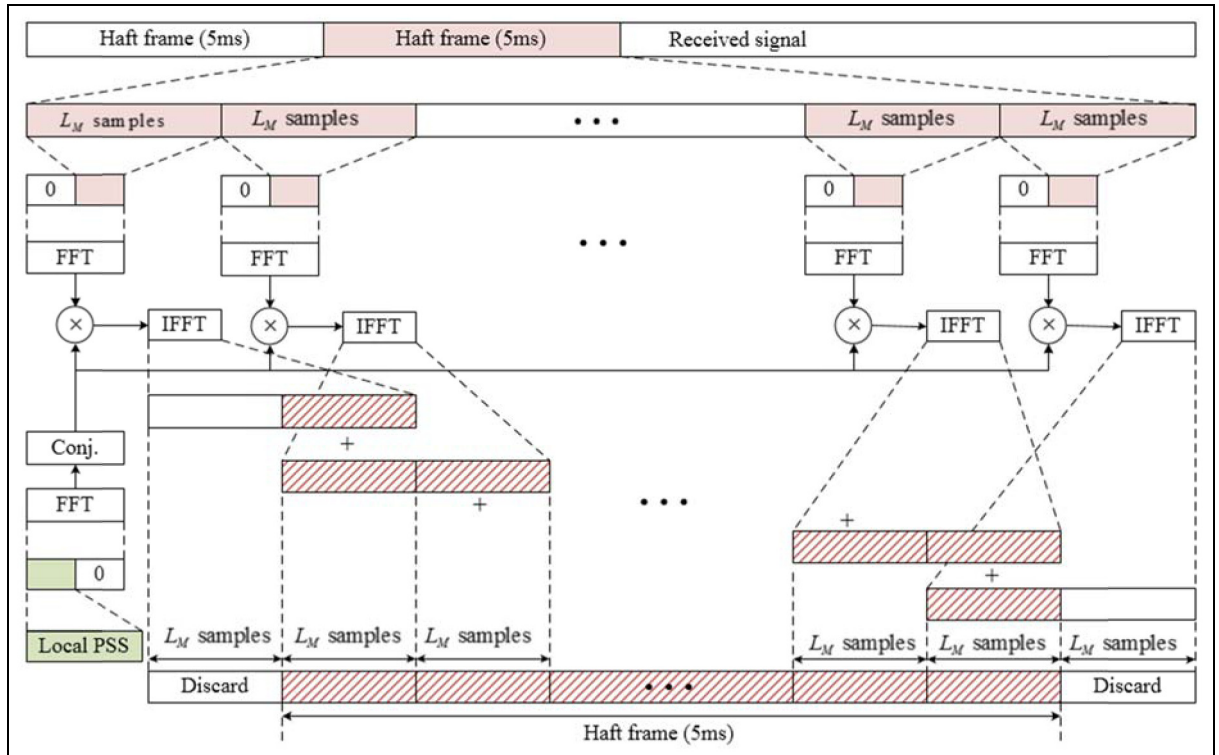 Haft frame (5ms) Haft frame (5ms) Received signal
L_M samples L_M samples • • • L_M samples L_M samples
0 0 0 0
FFT FFT • • • FFT FFT
× IFFT × IFFT × IFFT × IFFT
Conj.
+
FFT
+
• • •
+
0
+
Local PSS
L_M samples L_M samples L_M samples L_M samples L_M samples L_M samples
Discard • • • Discard
Haft frame (5ms)